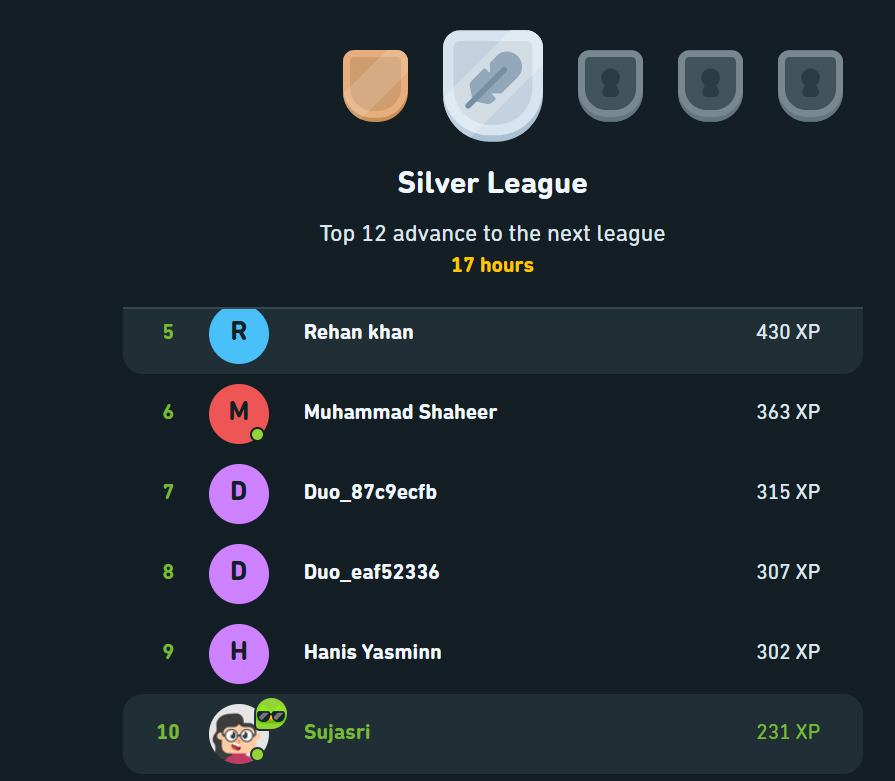 Silver League
Top 12 advance to the next league
17 hours
5 R Rehan khan 430 XP
6 M Muhammad Shaheer 363 XP
7 D Duo_87c9ecfb 315 XP
8 D Duo_eaf52336 307 XP
9 H Hanis Yasminn 302 XP
10 Sujasri 231 XP